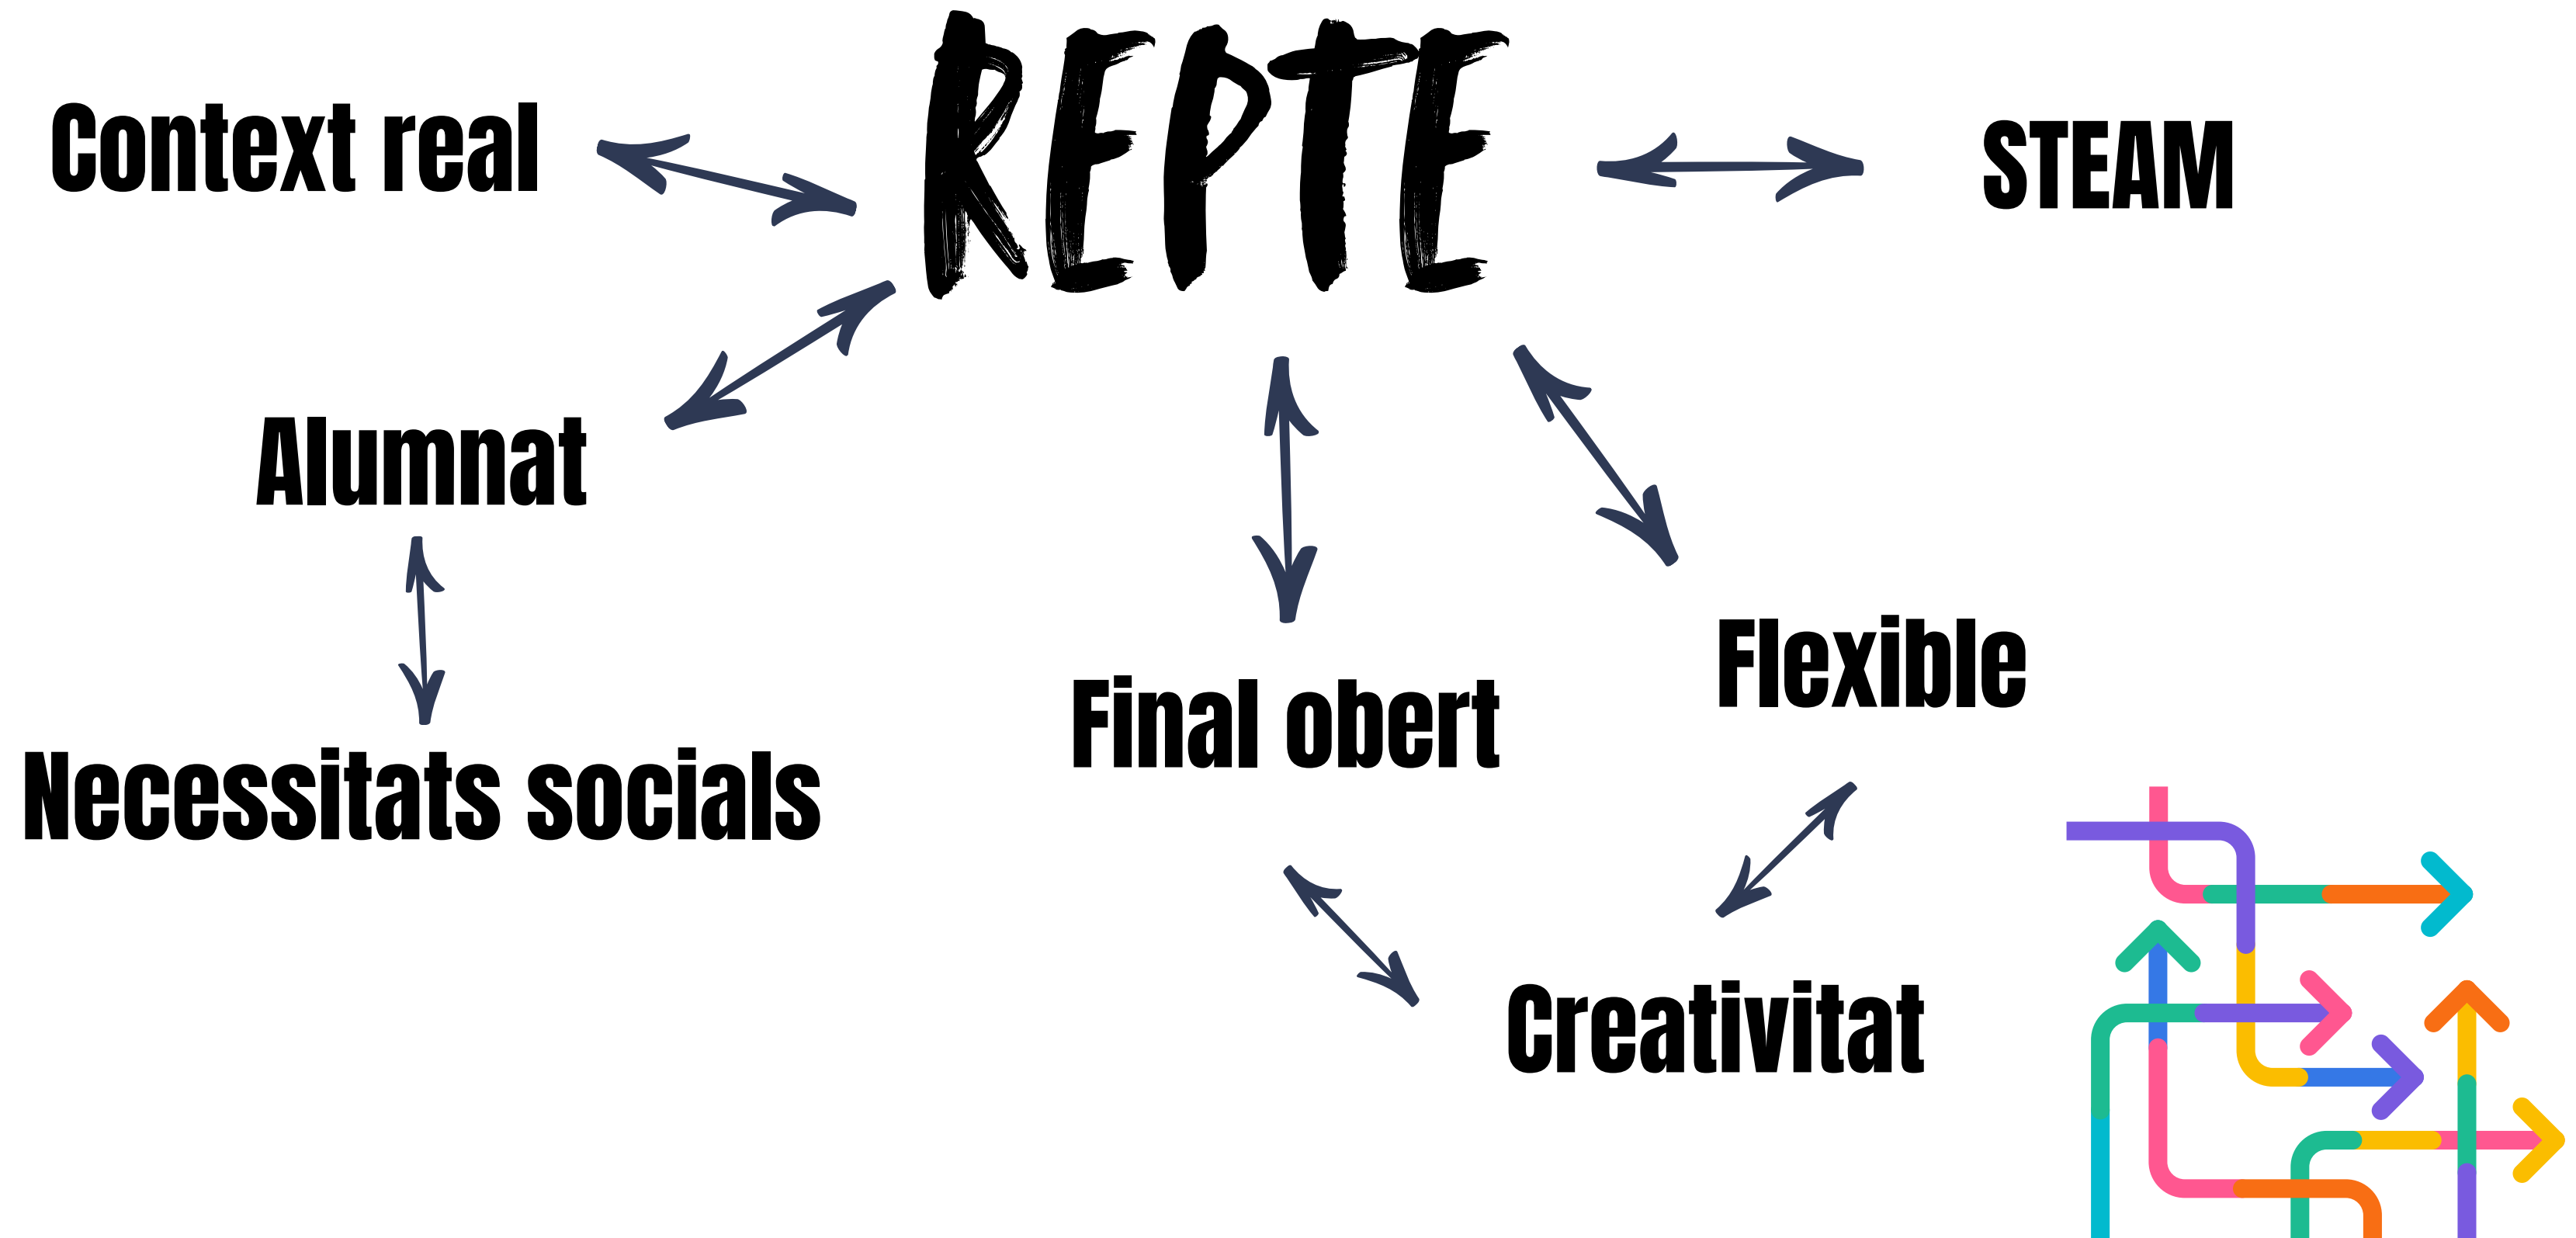 REPTE
Context real
STEAM
Alumnat
Flexible
Final obert
Necessitats socials
Creativitat